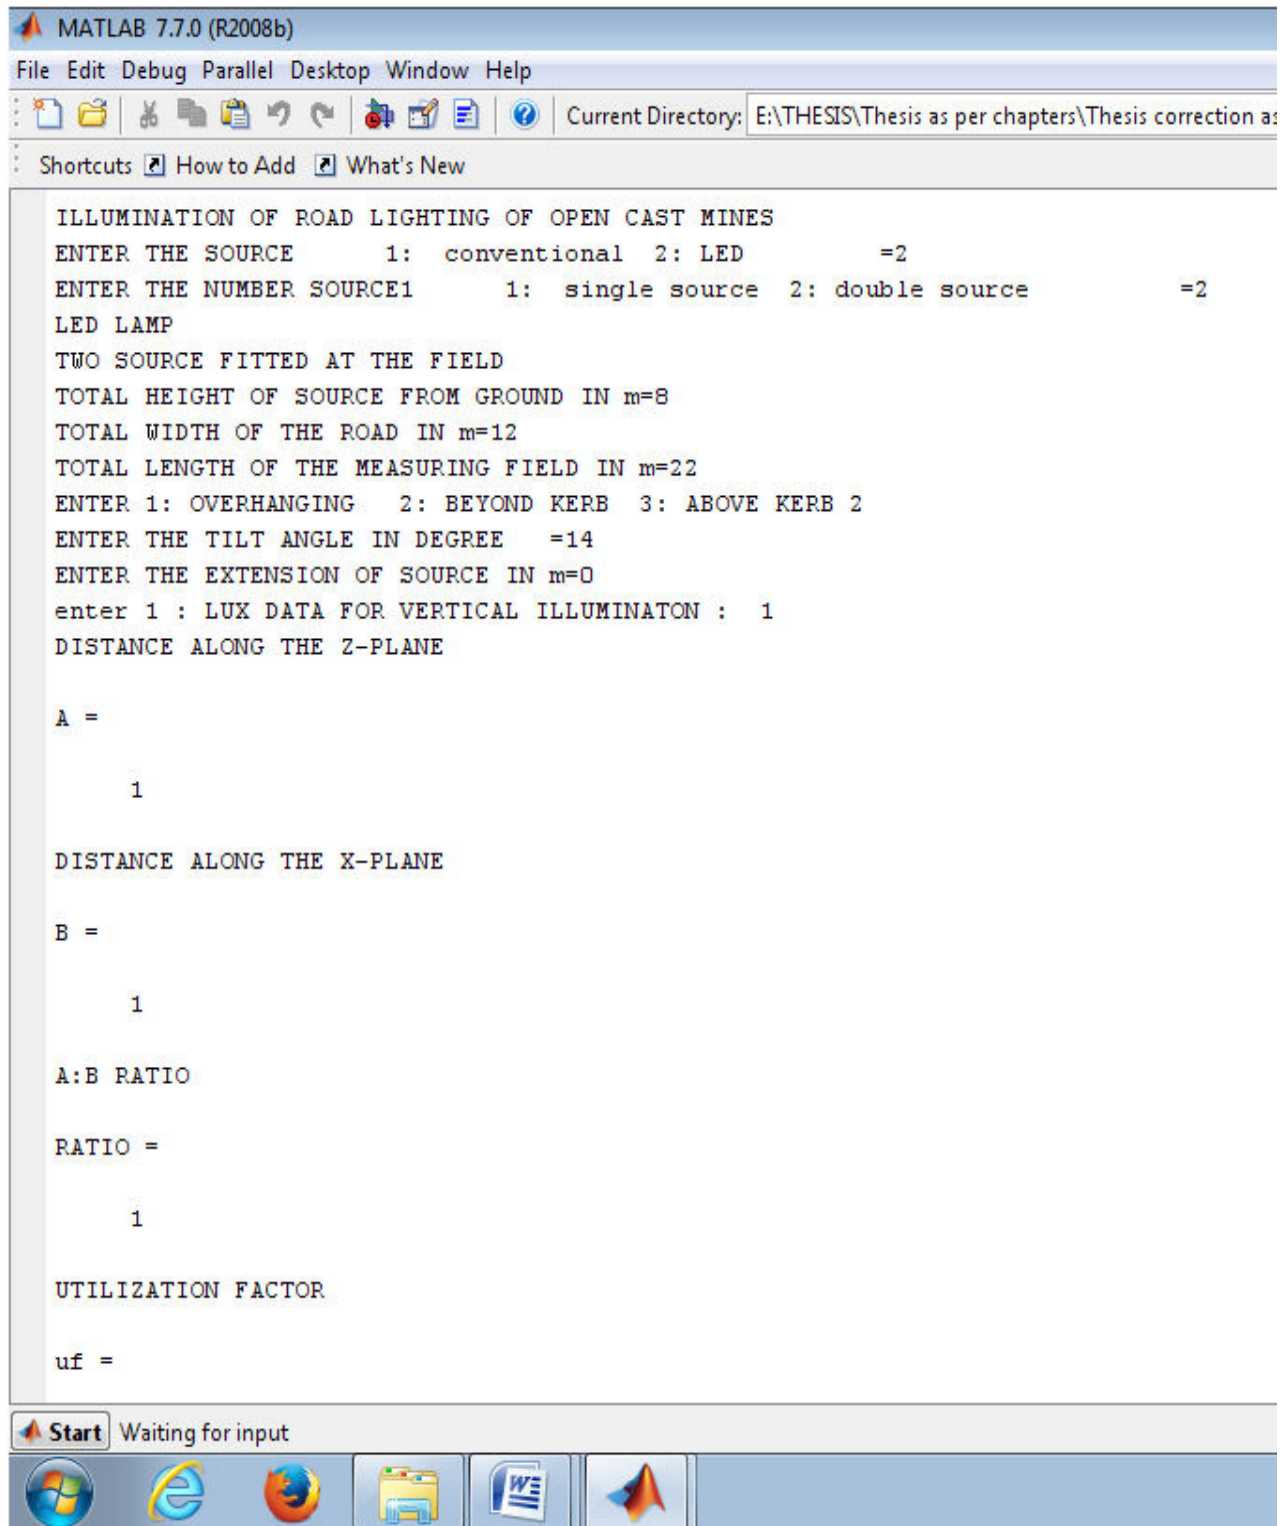 MATLAB 7.7.0 (R2008b)
File Edit Debug Parallel Desktop Window Help
Current Directory: E:\THESIS\Thesis as per chapters\Thesis correction as
Shortcuts How to Add What's New
ILLUMINATION OF ROAD LIGHTING OF OPEN CAST MINES
ENTER THE SOURCE 1: conventional 2: LED =2
ENTER THE NUMBER SOURCE1 1: single source 2: double source =2
LED LAMP
TWO SOURCE FITTED AT THE FIELD
TOTAL HEIGHT OF SOURCE FROM GROUND IN m=8
TOTAL WIDTH OF THE ROAD IN m=12
TOTAL LENGTH OF THE MEASURING FIELD IN m=22
ENTER 1: OVERHANGING 2: BEYOND KERB 3: ABOVE KERB 2
ENTER THE TILT ANGLE IN DEGREE =14
ENTER THE EXTENSION OF SOURCE IN m=0
enter 1 : LUX DATA FOR VERTICAL ILLUMINATON : 1
DISTANCE ALONG THE Z-PLANE
A =
1
DISTANCE ALONG THE X-PLANE
B =
1
A:B RATIO
RATIO =
1
UTILIZATION FACTOR
uf =
Start Waiting for input